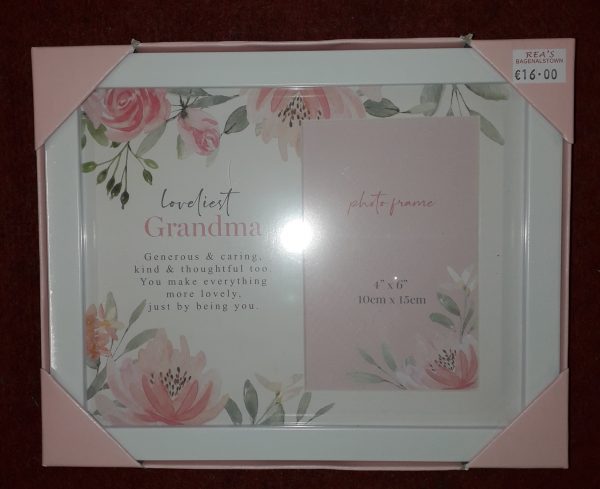 REA'S
BAGENALSTOWN
€16.00
loveliest
Grandma
Generous & caring,
kind & thoughtful too.
You make everything
more lovely,
just by being you.
photo frame
4" x 6"
10cm x 15cm